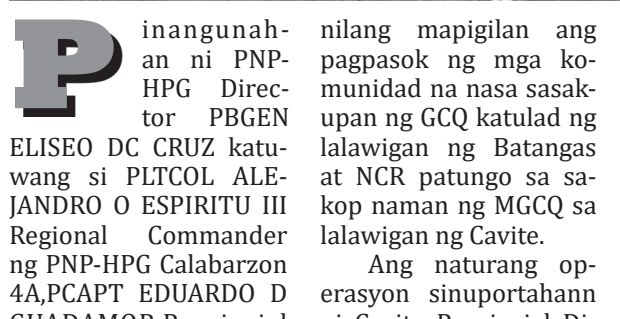 Pinangunah-
an ni PNP-
HPG Direc-
tor PBGEN
ELISEO DC CRUZ katu-
wang si PLTCOL ALE-
JANDRO O ESPIRITU III
Regional Commander
ng PNP-HPG Calabarzon
4A,PCAPT EDUARDO D
nilang mapigilan ang
pagpasok ng mga ko-
munidad na nasa sasak-
upan ng GCQ katulad ng
lalawigan ng Batangas
at NCR patungo sa sa-
kop naman ng MGCQ sa
lalawigan ng Cavite.
Ang naturang op-
erasyon sinuportahann